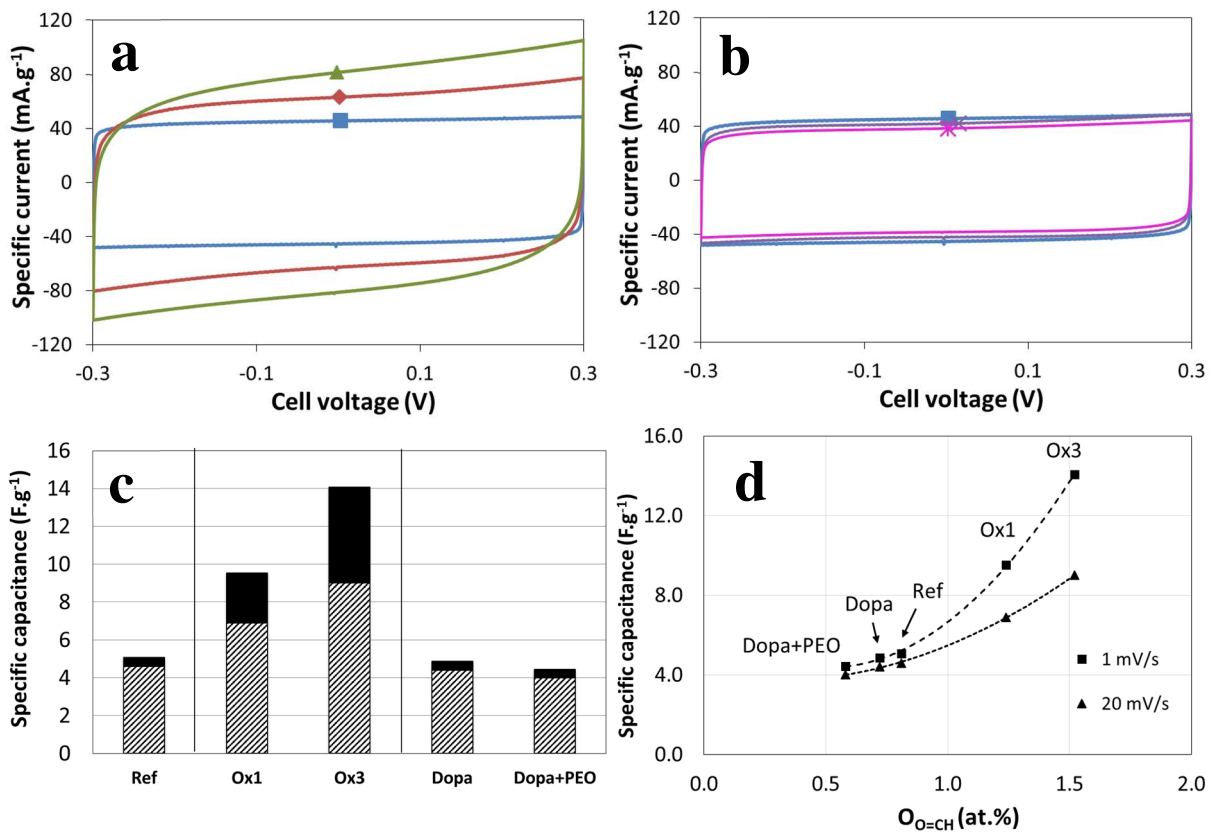 a
Specific current (mA.g⁻¹)
120
80
40
0
-40
-80
-120
-0.3
-0.1
0.1
0.3
Cell voltage (V)
b
Specific current (mA.g⁻¹)
120
80
40
0
-40
-80
-120
-0.3
-0.1
0.1
0.3
Cell voltage (V)
c
Specific capacitance (F.g⁻¹)
16
14
12
10
8
6
4
2
0
Ref
Ox1
Ox3
Dopa
Dopa+PEO
d
Specific capacitance (F.g⁻¹)
16.0
12.0
8.0
4.0
0.0
Ox3
Ox1
Ref
Dopa
Dopa+PEO
1 mV/s
20 mV/s
0.0
0.5
1.0
1.5
2.0
O_O=CH (at.%)